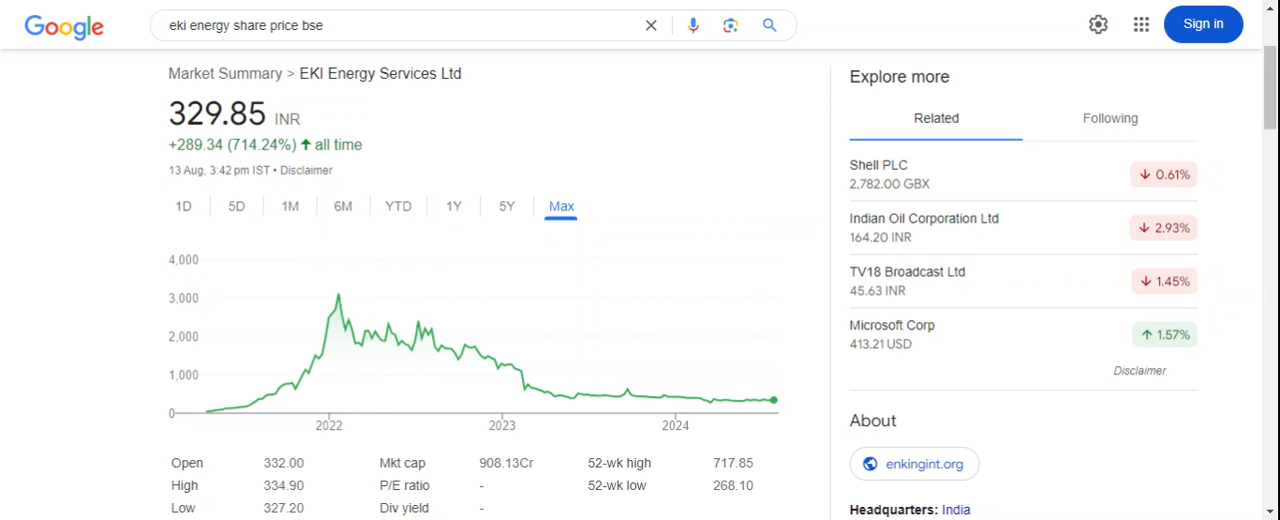 Google
eki energy share price bse
Sign in
Market Summary > EKI Energy Services Ltd
329.85 INR
+289.34 (714.24%) ↑ all time
13 Aug, 3:42 pm IST • Disclaimer
1D 5D 1M 6M YTD 1Y 5Y Max
4,000
3,000
2,000
1,000
0
2022 2023 2024
Open 332.00 Mkt cap 908.13Cr 52-wk high 717.85
High 334.90 P/E ratio - 52-wk low 268.10
Low 327.20 Div yield -
Explore more
Related Following
Shell PLC
2,782.00 GBX
↓ 0.61%
Indian Oil Corporation Ltd
164.20 INR
↓ 2.93%
TV18 Broadcast Ltd
45.63 INR
↓ 1.45%
Microsoft Corp
413.21 USD
↑ 1.57%
Disclaimer
About
enkingint.org
Headquarters: India